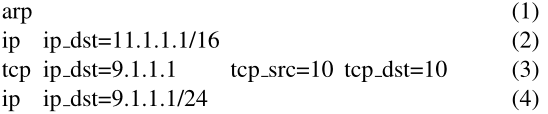 arp (1)
ip ip_dst=11.1.1.1/16 (2)
tcp ip_dst=9.1.1.1 tcp_src=10 tcp_dst=10 (3)
ip ip_dst=9.1.1.1/24 (4)